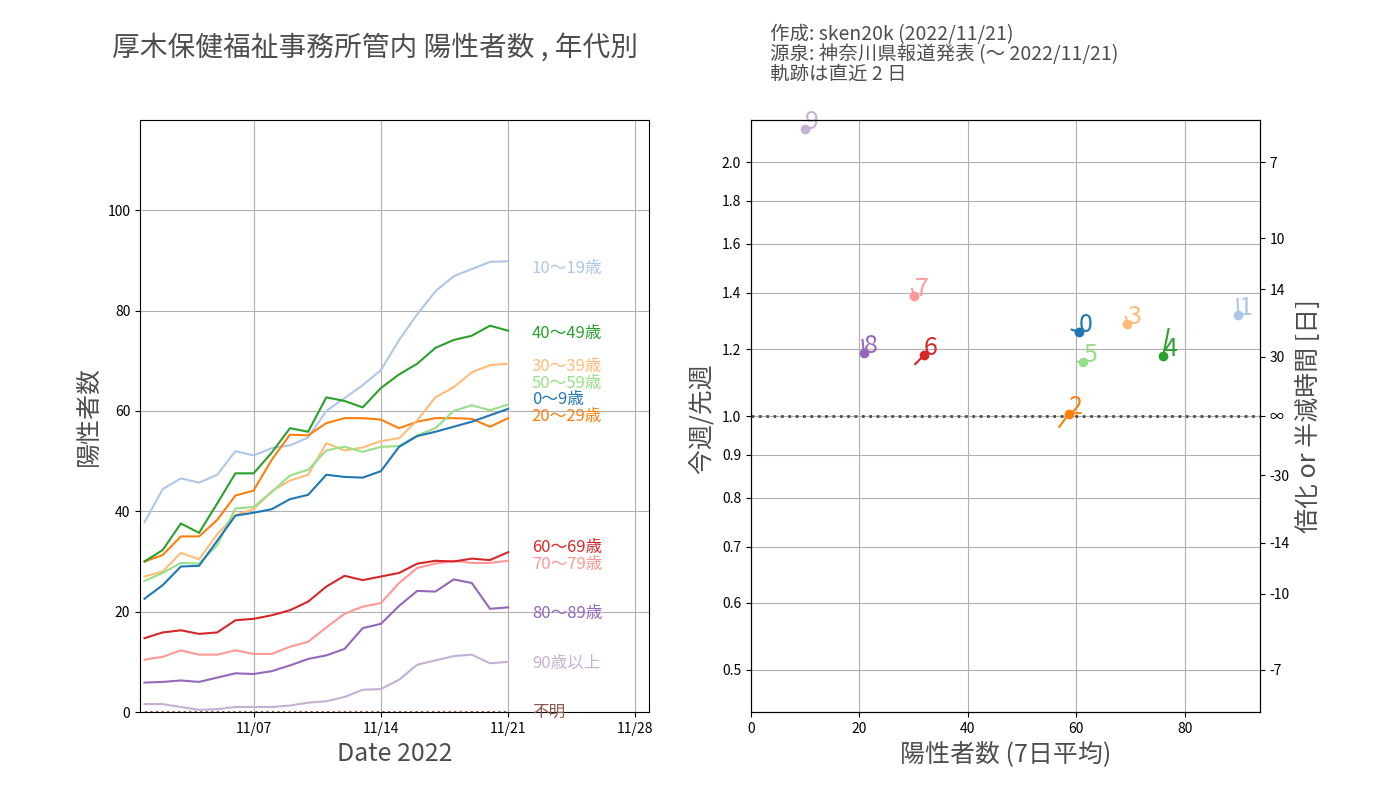 厚木保健福祉事務所管内 陽性者数 , 年代別
作成: sken20k (2022/11/21)
源泉: 神奈川県報道発表 (〜 2022/11/21)
軌跡は直近 2 日
陽性者数
100
80
60
40
20
0
11/07
11/14
11/21
11/28
Date 2022
10〜19歳
40〜49歳
30〜39歳
50〜59歳
0〜9歳
20〜29歳
60〜69歳
70〜79歳
80〜89歳
90歳以上
不明
今週/先週
2.0
1.8
1.6
1.4
1.2
1.0
0.9
0.8
0.7
0.6
0.5
9
7
8
6
0
5
2
3
4
1
0
20
40
60
80
陽性者数 (7日平均)
7
10
14
30
∞
-30
-14
-10
-7
倍化 or 半減時間 [日]